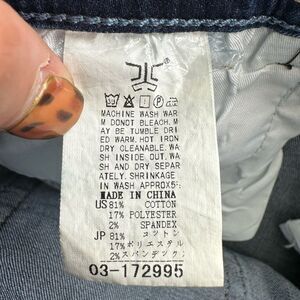 MACHINE WASH WAR
M DONOT BLEACH. M
AY BE TUMBLE DRI
ED WARM. HOT IRON
DRY CLEANABLE. WA
SH INSIDE OUT. WA
SH AND DRY SEPAR
ATELY. SHRINKAGE
IN WASH APPROX5%
MADE IN CHINA
US 81% COTTON
17% POLYESTER
2% SPANDEX
JP 81% コットン
17% ポリエステル
2% スパンデックス
03-172995